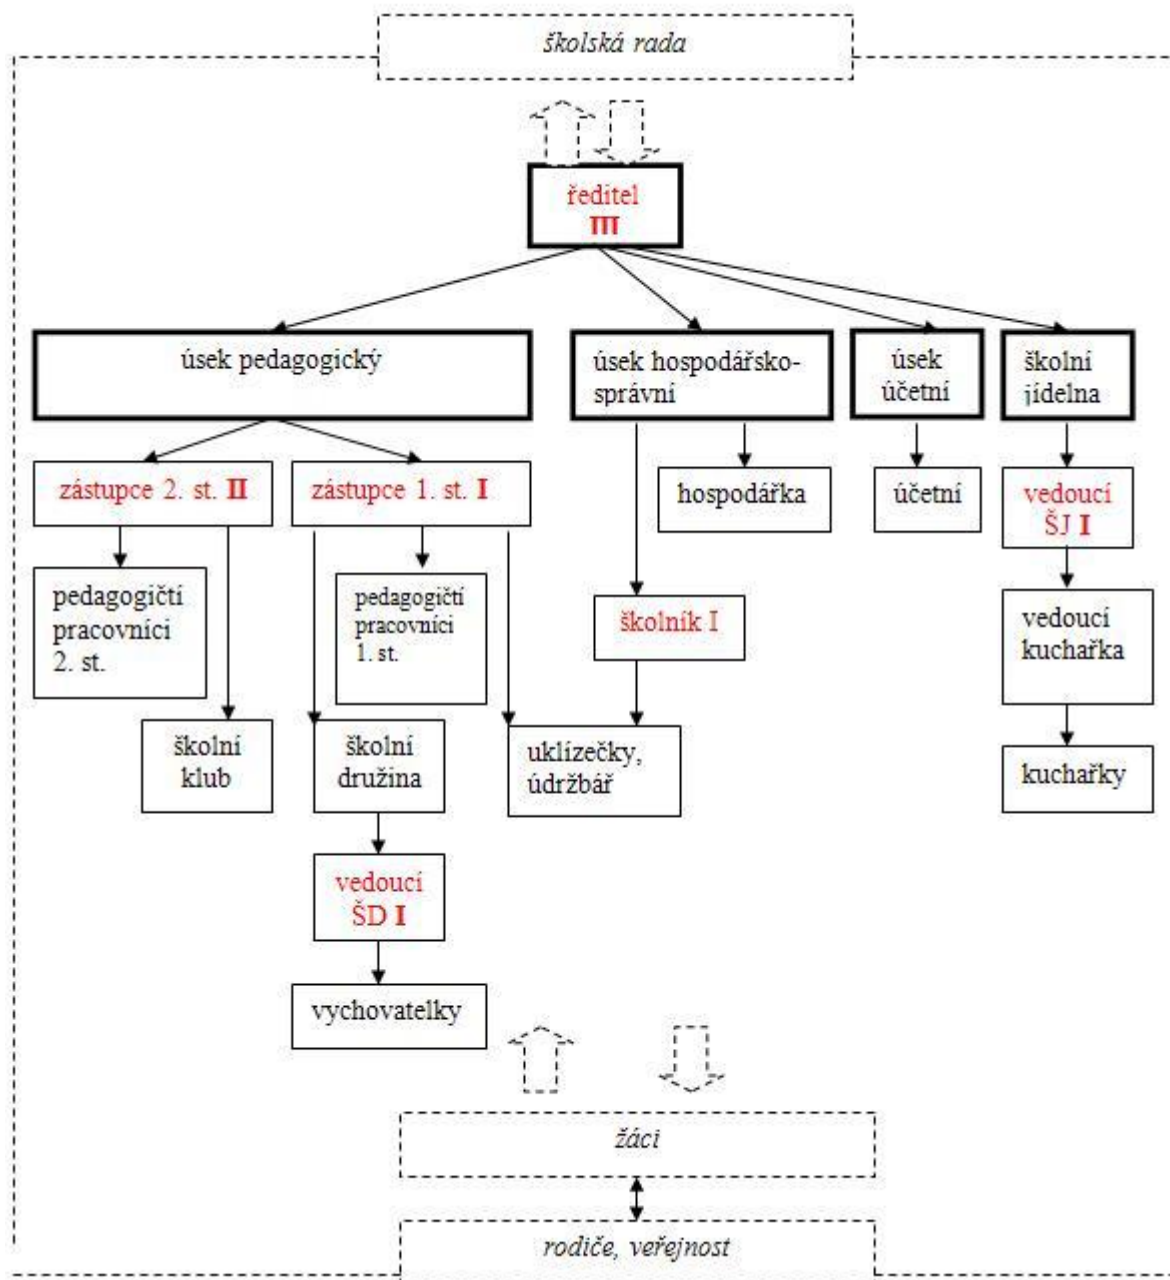 školská rada
ředitel
III
úsek pedagogický
úsek hospodářsko-
správní
úsek
účetní
školní
jídelna
zástupce 2. st. II
zástupce 1. st. I
hospodářka
účetní
vedoucí
ŠJ I
pedagogičtí
pracovníci
2. st.
pedagogičtí
pracovníci
1. st.
školník I
vedoucí
kuchařka
školní
klub
školní
družina
uklízečky,
údržbář
kuchařky
vedoucí
ŠD I
vychovatelky
žáci
rodiče, veřejnost